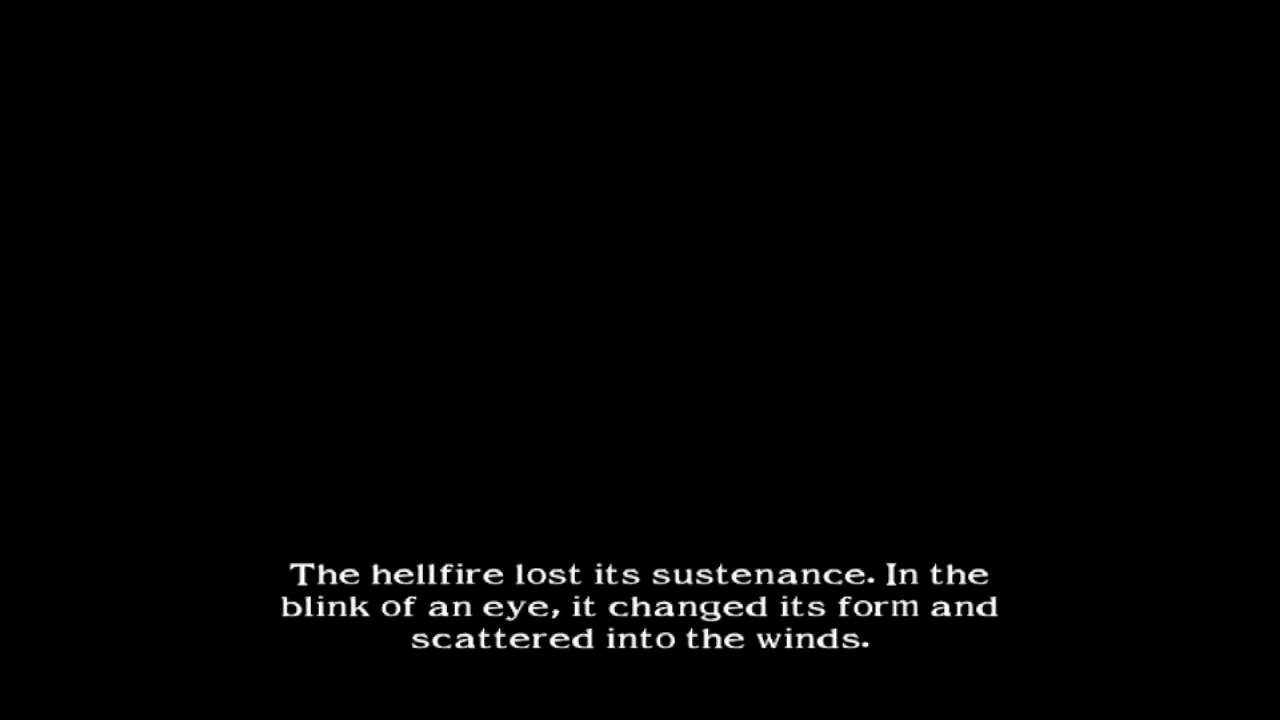 The hellfire lost its sustenance. In the
blink of an eye, it changed its form and
scattered into the winds.